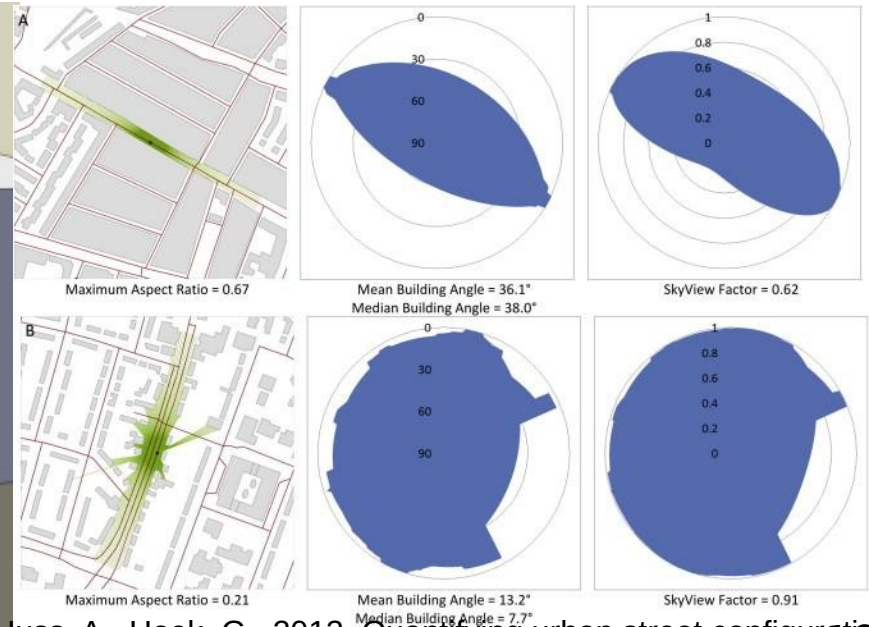 A
0
30
60
90
1
0.8
0.6
0.4
0.2
0
Maximum Aspect Ratio = 0.67
Mean Building Angle = 36.1°
Median Building Angle = 38.0°
SkyView Factor = 0.62
B
0
30
60
90
1
0.8
0.6
0.4
0.2
0
Maximum Aspect Ratio = 0.21
Mean Building Angle = 13.2°
Median Building Angle = 7.7°
SkyView Factor = 0.91
A., Hoek, G., 2013. Quantifying urban street